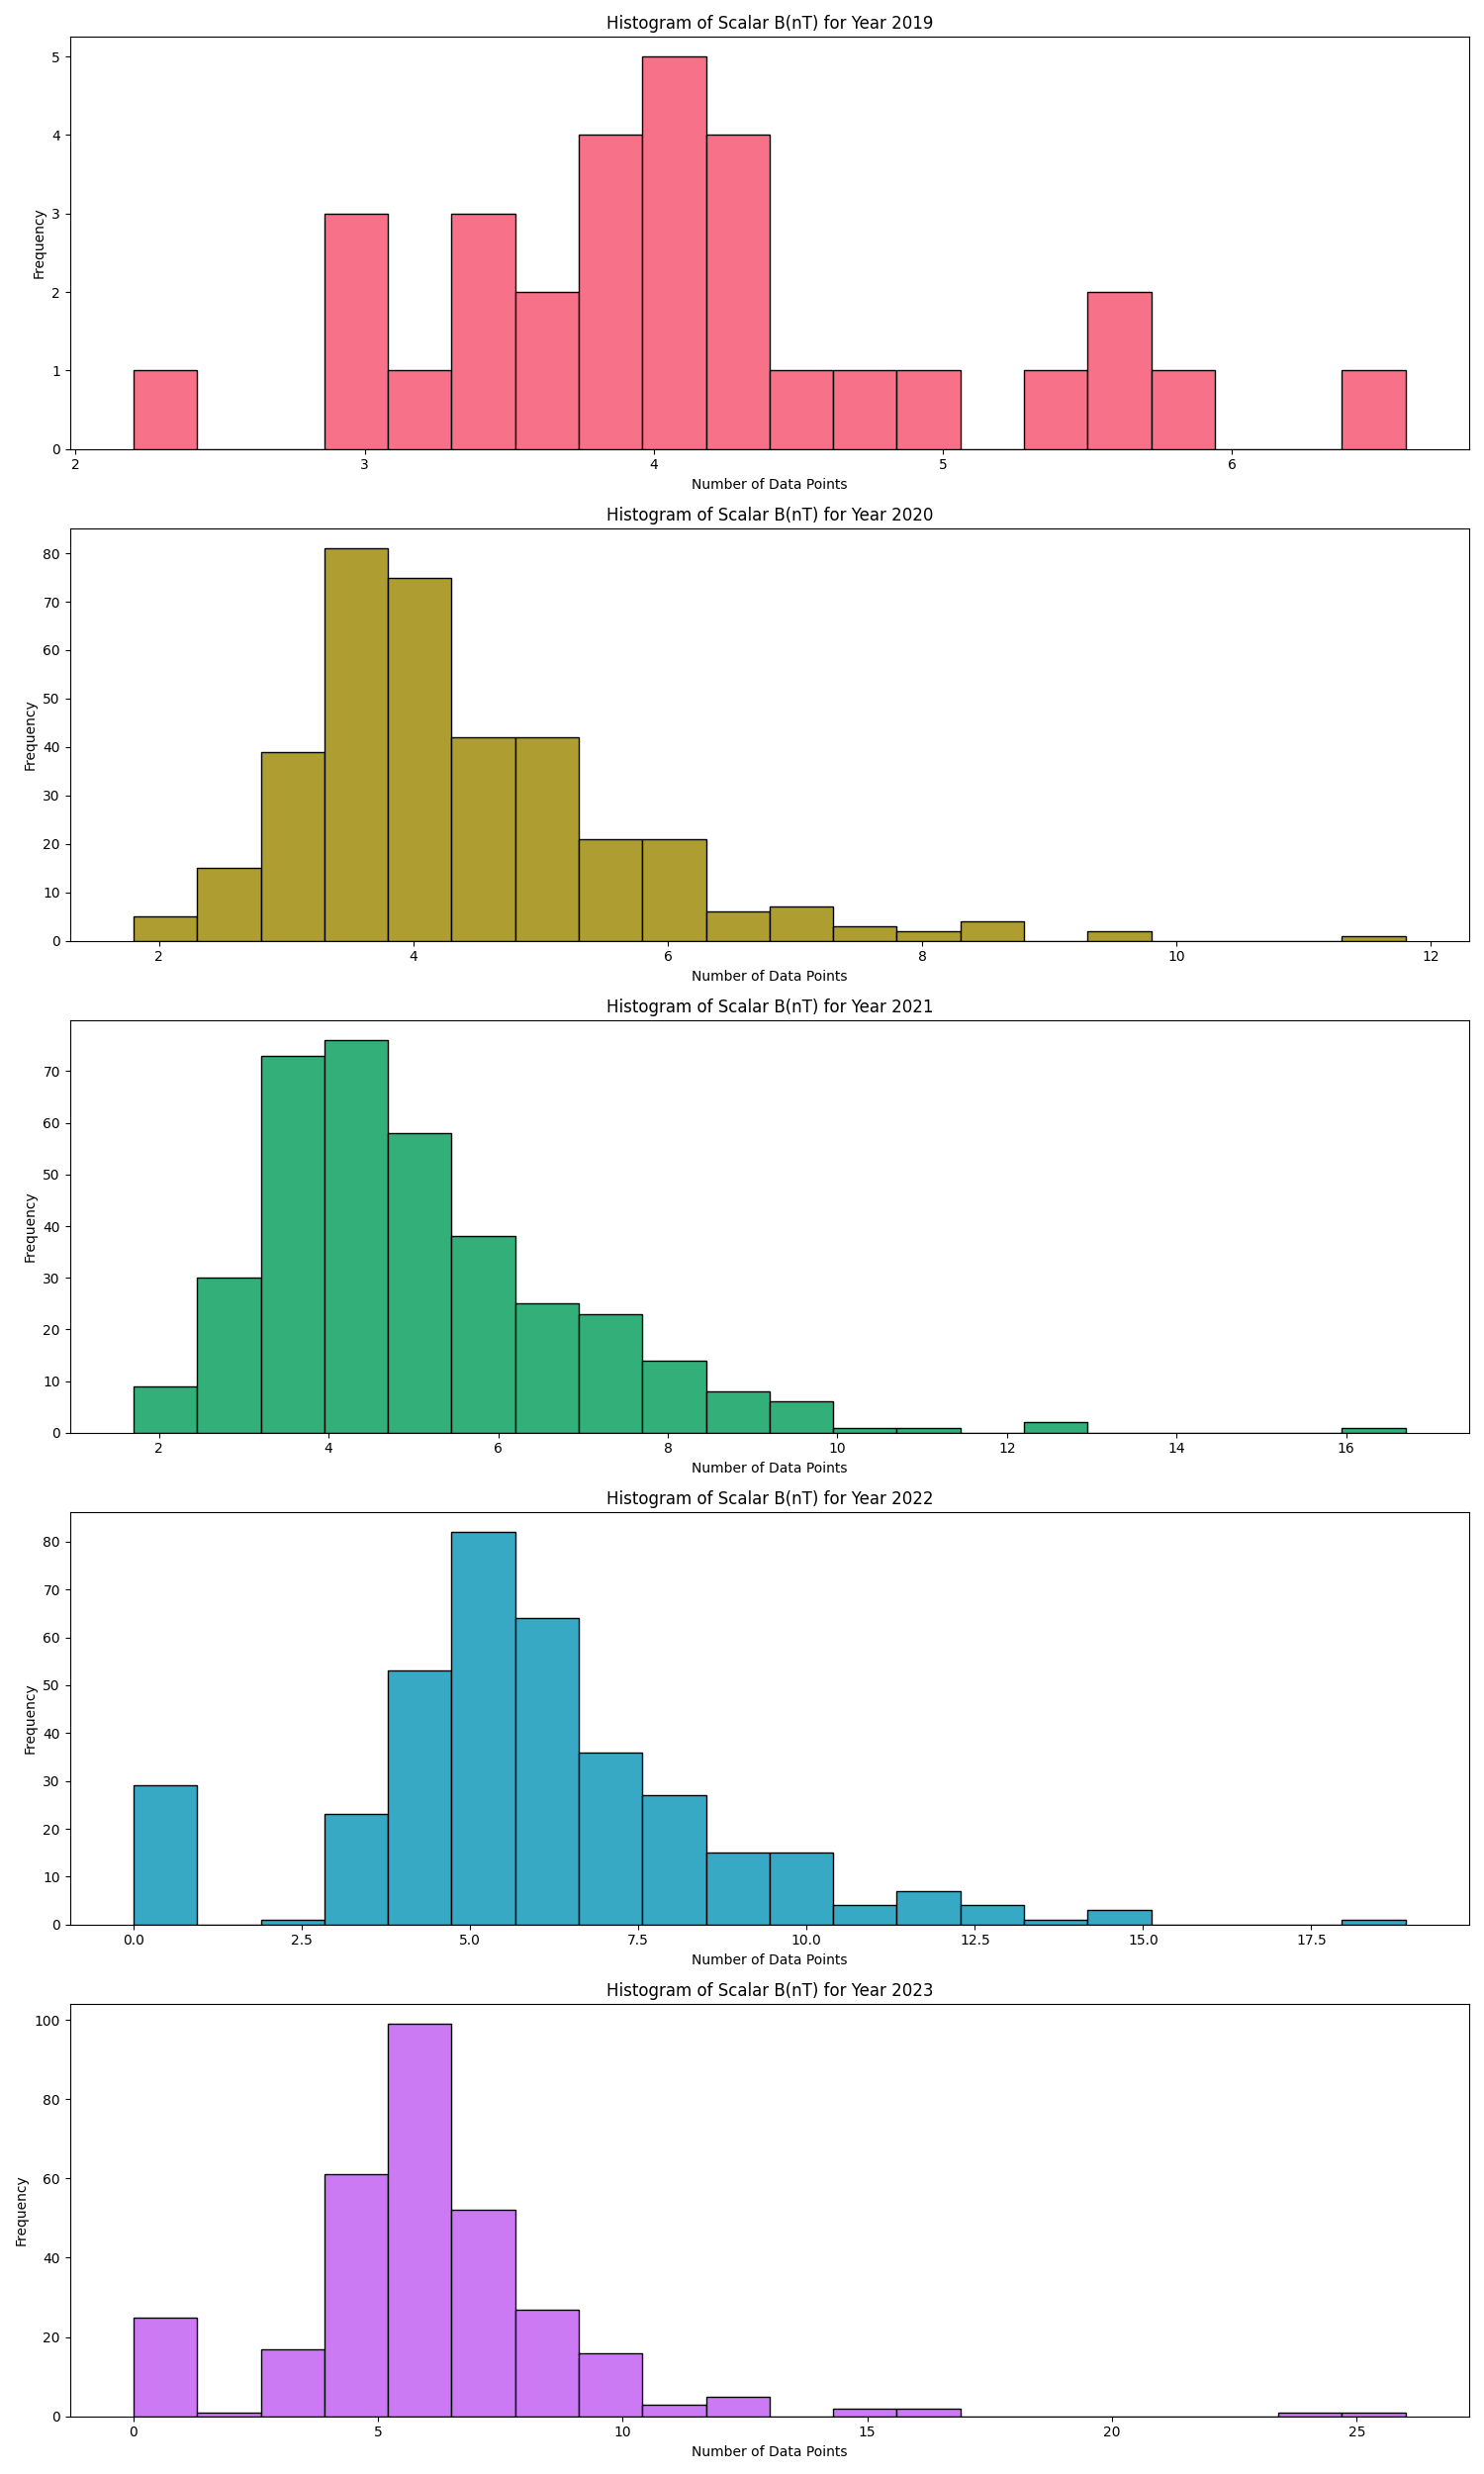 Histogram of Scalar B(nT) for Year 2019
Frequency
5
4
3
2
1
0
2 3 4 5 6
Number of Data Points
Histogram of Scalar B(nT) for Year 2020
Frequency
80
70
60
50
40
30
20
10
0
2 4 6 8 10 12
Number of Data Points
Histogram of Scalar B(nT) for Year 2021
Frequency
70
60
50
40
30
20
10
0
2 4 6 8 10 12 14 16
Number of Data Points
Histogram of Scalar B(nT) for Year 2022
Frequency
80
70
60
50
40
30
20
10
0
0.0 2.5 5.0 7.5 10.0 12.5 15.0 17.5
Number of Data Points
Histogram of Scalar B(nT) for Year 2023
Frequency
100
80
60
40
20
0
0 5 10 15 20 25
Number of Data Points